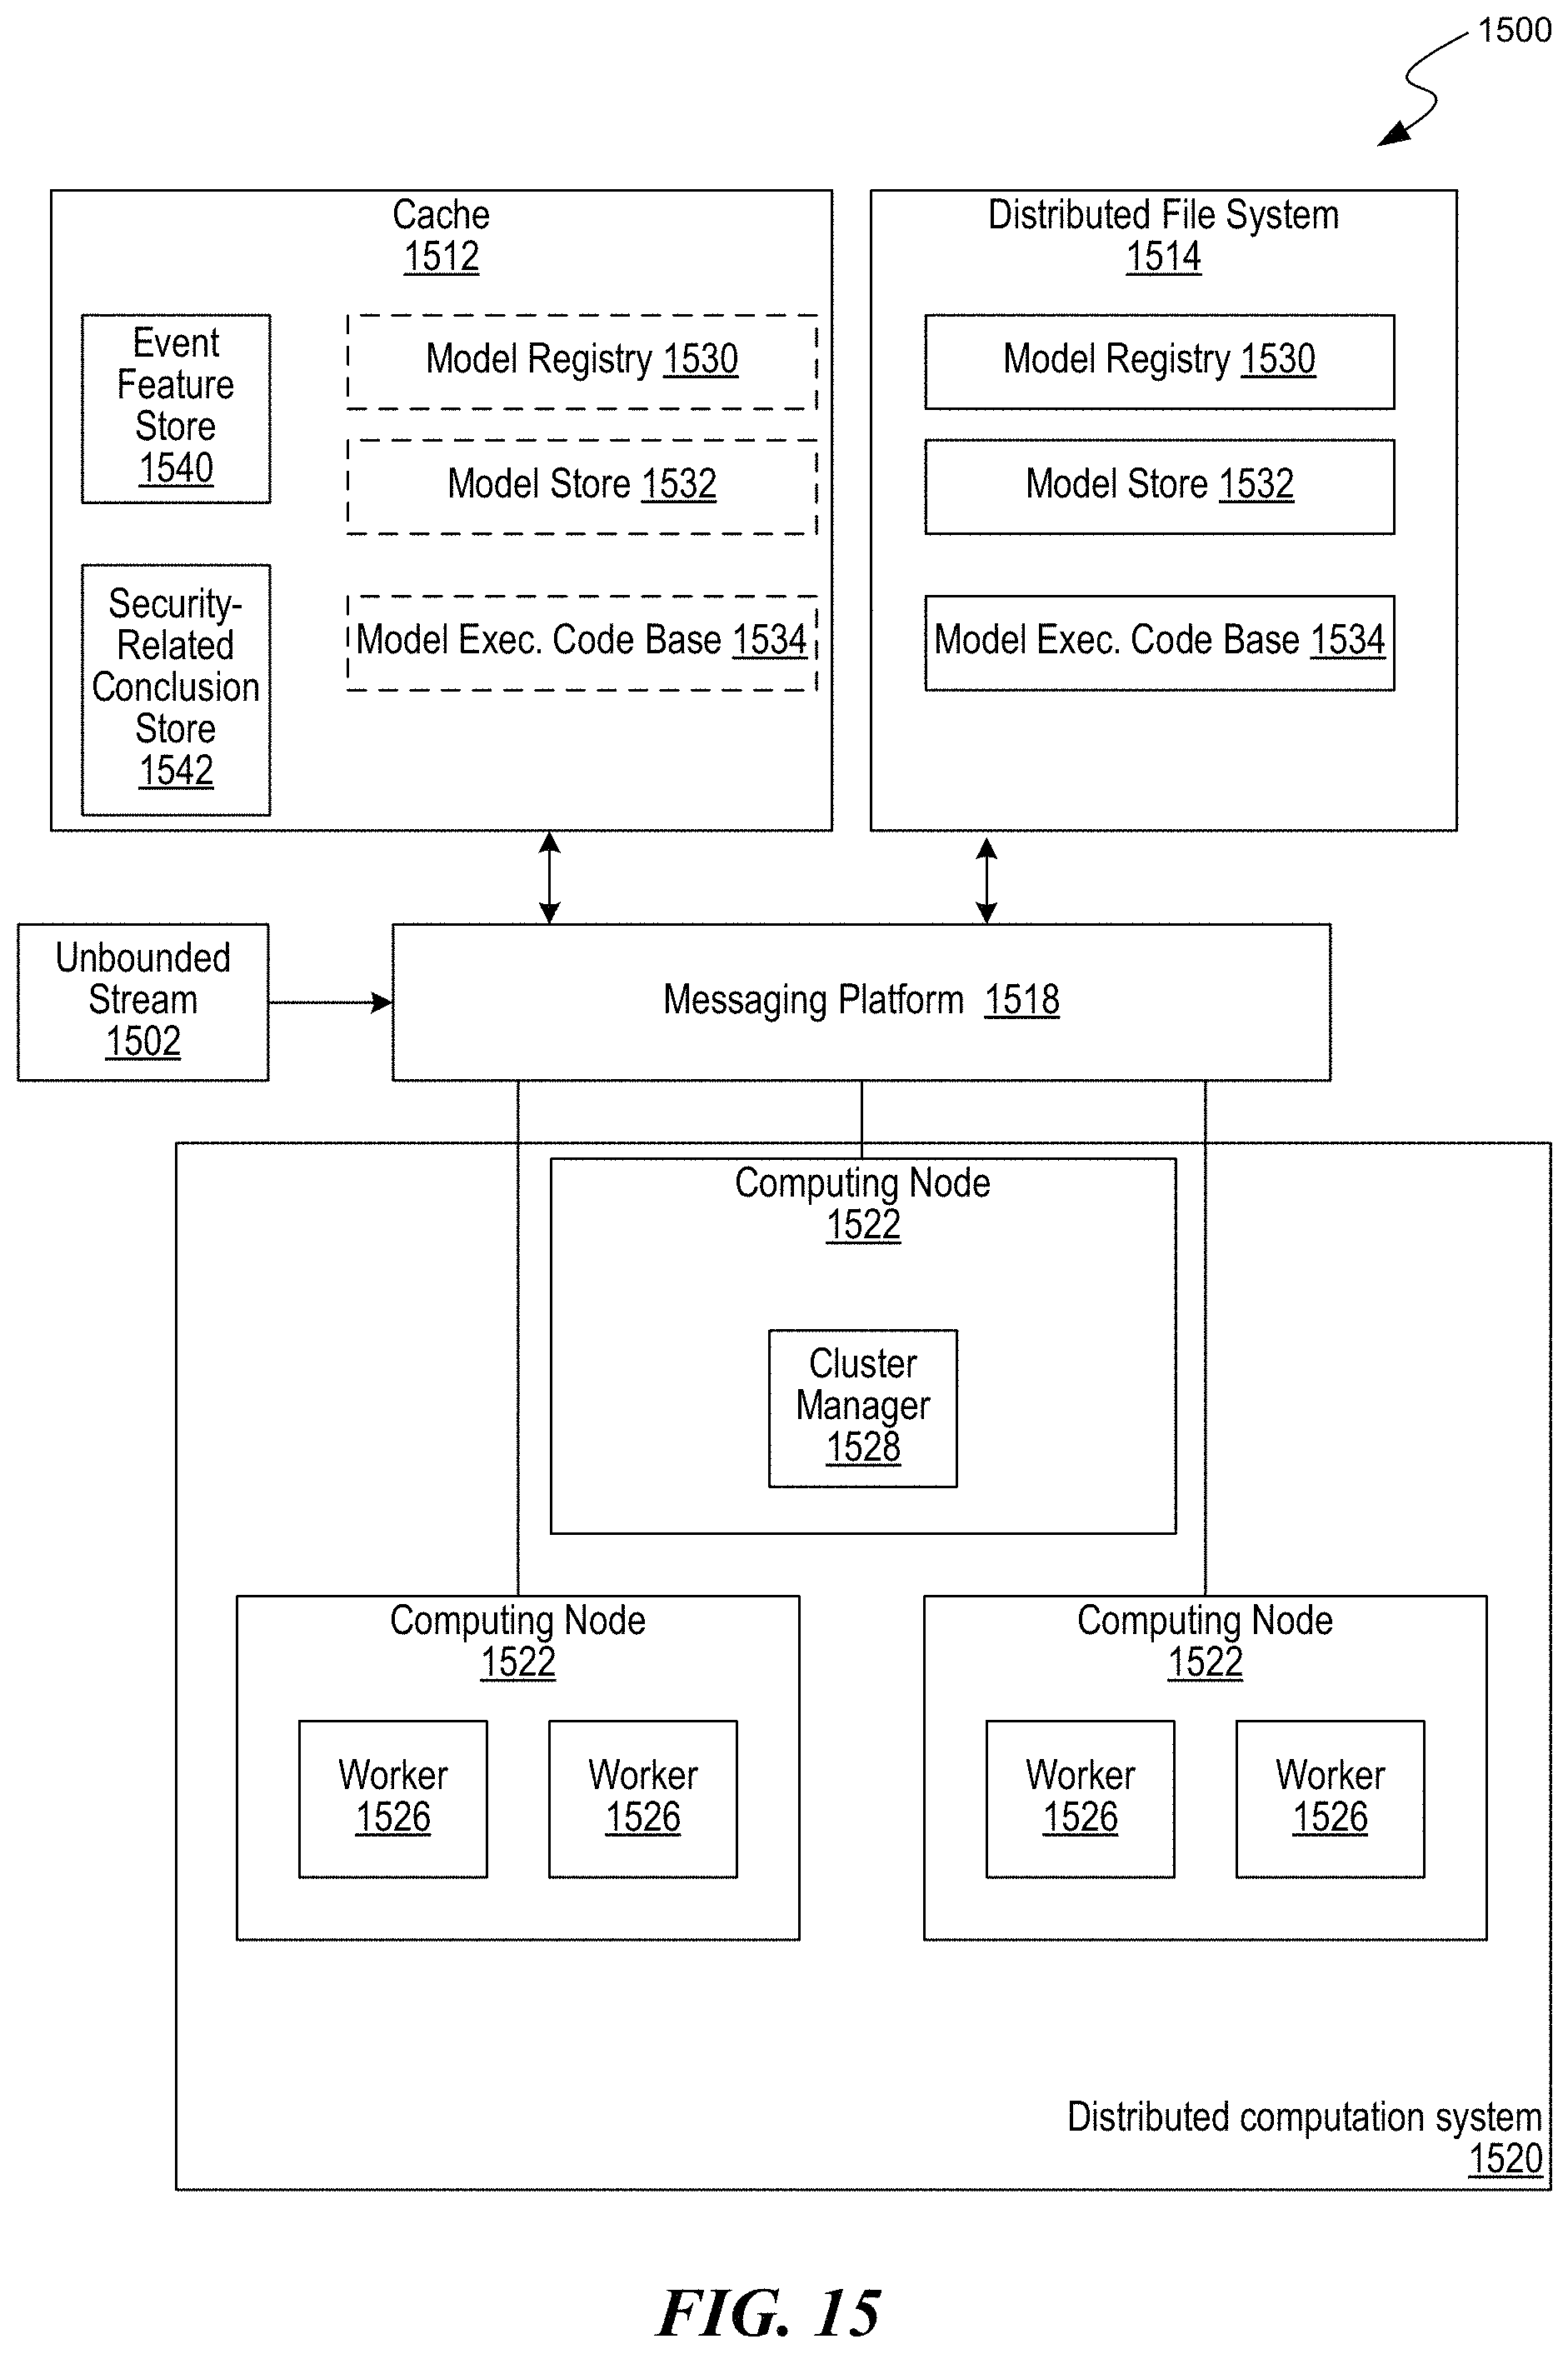 1500
Cache
1512
Event
Feature
Store
1540
Model Registry 1530
Model Store 1532
Security-
Related
Conclusion
Store
1542
Model Exec. Code Base 1534
Distributed File System
1514
Model Registry 1530
Model Store 1532
Model Exec. Code Base 1534
Unbounded
Stream
1502
Messaging Platform 1518
Computing Node
1522
Cluster
Manager
1528
Computing Node
1522
Worker
1526
Worker
1526
Computing Node
1522
Worker
1526
Worker
1526
Distributed computation system
1520
FIG. 15